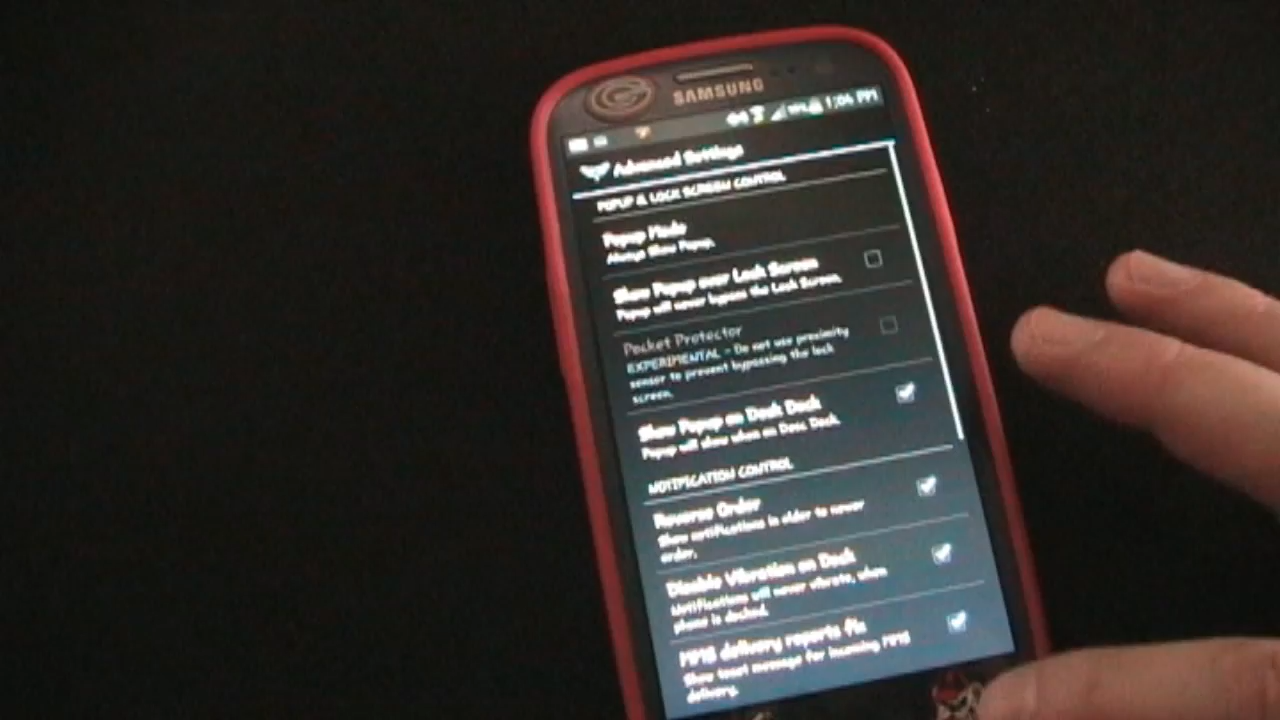 SAMSUNG
1:06 PM
Advanced Settings
POPUP & LOCK SCREEN CONTROL
Popup Mode
Always Show Popup.
Show Popup over Lock Screen
Popup will never bypass the Lock Screen.
Pocket Protector
EXPERIMENTAL - Do not use proximity
sensor to prevent bypassing the lock
screen.
Show Popup on Desk Dock
Popup will show when on Desk Dock.
NOTIFICATION CONTROL
Reverse Order
Show notifications in older to newer
order.
Disable Vibration on Dock
Notifications will never vibrate, when
phone is docked.
MMS delivery reports fix
Show toast message for incoming MMS
delivery.